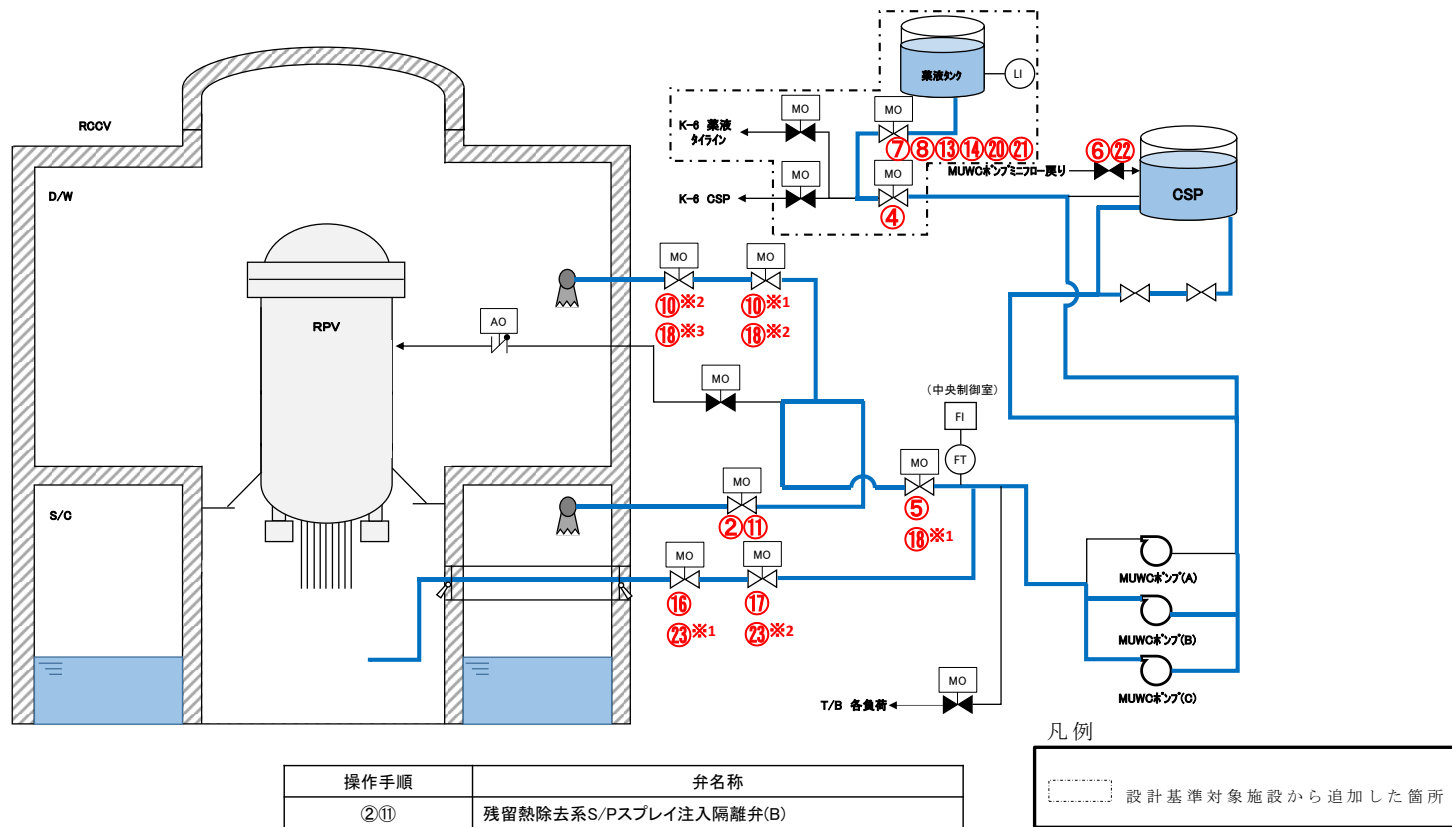 薬液タンク
LI
MO
K-6 薬液
タイライン
MO
⑦⑧⑬⑭⑳㉑
MO
K-6 CSP
MO
④
⑥㉒
MUWCポンプミニフロー戻り
CSP
RCCV
D/W
RPV
S/C
MO
MO
⑩※2
⑩※1
⑱※3
⑱※2
AO
MO
(中央制御室)
FI
FT
MO
⑤
⑱※1
MO
②⑪
MO
MO
⑯
⑰
㉓※1
㉓※2
MUWCポンプ(A)
MUWCポンプ(B)
MUWCポンプ(C)
MO
T/B 各負荷
凡例
設計基準対象施設から追加した箇所
操作手順
弁名称
②⑪
残留熱除去系S/Pスプレイ注入隔離弁(B)